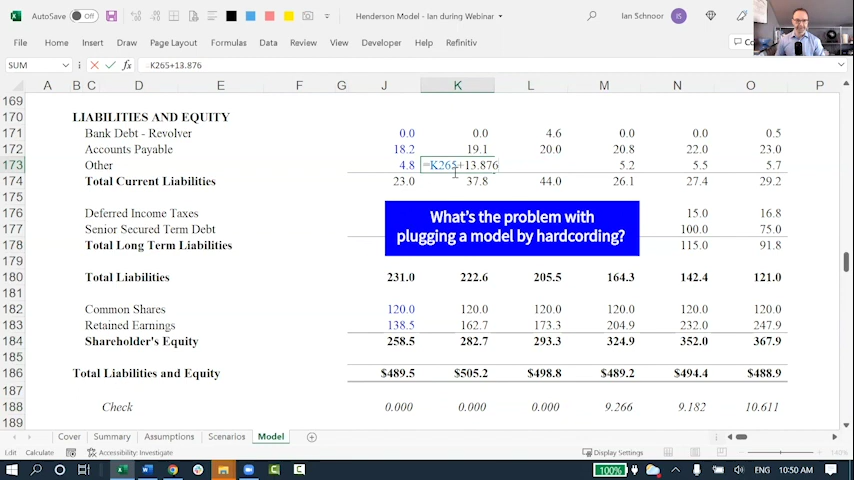 AutoSave Off
Henderson Model - Ian during Webinar
Ian Schnoor
IS
File Home Insert Draw Page Layout Formulas Data Review View Developer Help Refinitiv
SUM
K265+13.876
A B C D E F G J K L M N O P
169
170 LIABILITIES AND EQUITY
171 Bank Debt - Revolver 0.0 0.0 4.6 0.0 0.0 0.5
172 Accounts Payable 18.2 19.1 20.0 20.8 22.0 23.0
173 Other 4.8 =K265+13.876 5.2 5.5 5.7
174 Total Current Liabilities 23.0 37.8 44.0 26.1 27.4 29.2
175
What's the problem with
plugging a model by hardcording?
176 Deferred Income Taxes 15.0 16.8
177 Senior Secured Term Debt 100.0 75.0
178 Total Long Term Liabilities 115.0 91.8
179
180 Total Liabilities 231.0 222.6 205.5 164.3 142.4 121.0
181
182 Common Shares 120.0 120.0 120.0 120.0 120.0 120.0
183 Retained Earnings 138.5 162.7 173.3 204.9 232.0 247.9
184 Shareholder's Equity 258.5 282.7 293.3 324.9 352.0 367.9
185
186 Total Liabilities and Equity $489.5 $505.2 $498.8 $489.2 $494.4 $488.9
187
188 Check 0.000 0.000 0.000 9.266 9.182 10.611
189
Cover Summary Assumptions Scenarios Model
Edit Calculate Accessibility: Investigate Display Settings
100% ENG 10:50 AM